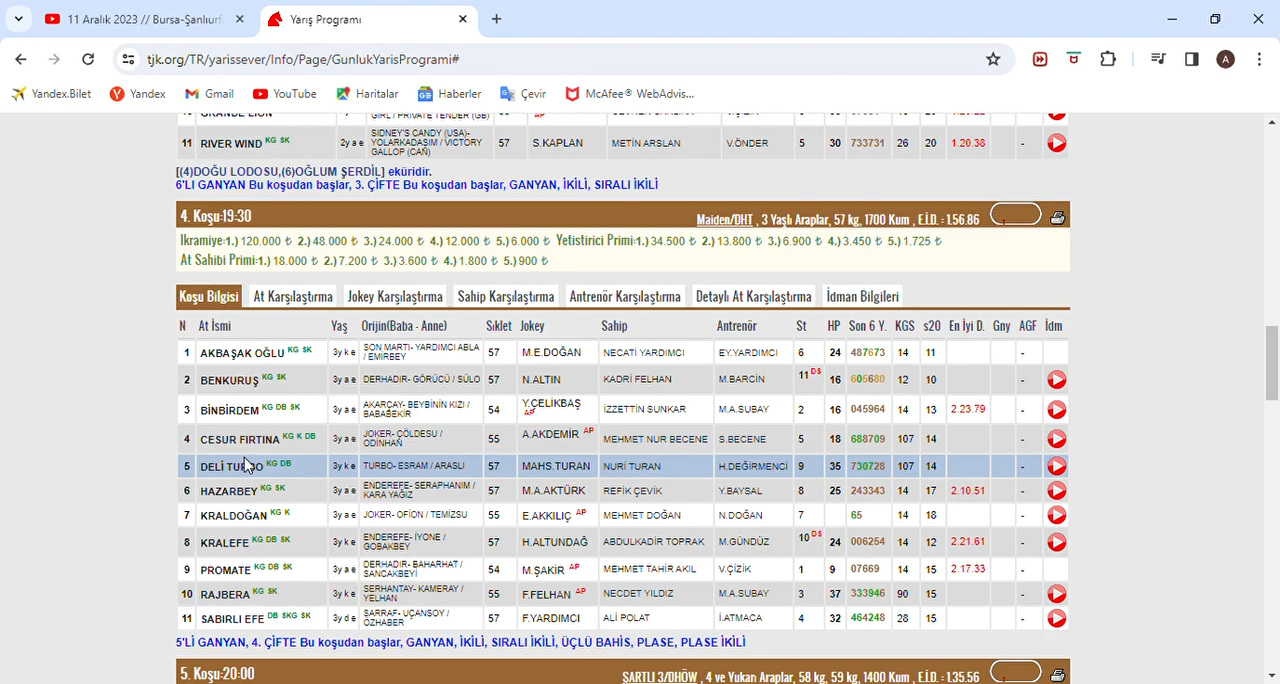 11 Aralık 2023 // Bursa-Şanlıurf
Yarış Programı
tjk.org/TR/yarissever/Info/Page/GunlukYarisProgrami#
A
Yandex.Bilet Yandex Gmail YouTube Haritalar Haberler Çevir McAfee® WebAdvis...
11 RIVER WIND KG SK 2y a e SIDNEY'S CANDY (USA)- YOLARKADAŞIM / VICTORY GALLOP (CAN) 57 S.KAPLAN METİN ARSLAN V.ÖNDER 5 30 733731 26 20 1.20.38 -
[(4)DOĞU LODOSU,(6)OĞLUM ŞERDİL] eküridir.
6'LI GANYAN Bu koşudan başlar, 3. ÇİFTE Bu koşudan başlar, GANYAN, İKİLİ, SIRALI İKİLİ
4. Koşu:19:30 Maiden/DHT , 3 Yaşlı Araplar, 57 kg, 1700 Kum , E.İ.D. : 1.56.86
İkramiye:1.) 120.000 ₺ 2.) 48.000 ₺ 3.) 24.000 ₺ 4.) 12.000 ₺ 5.) 6.000 ₺ Yetistirici Primi:1.) 34.500 ₺ 2.) 13.800 ₺ 3.) 6.900 ₺ 4.) 3.450 ₺ 5.) 1.725 ₺
At Sahibi Primi:1.) 18.000 ₺ 2.) 7.200 ₺ 3.) 3.600 ₺ 4.) 1.800 ₺ 5.) 900 ₺
Koşu Bilgisi At Karşılaştırma Jokey Karşılaştırma Sahip Karşılaştırma Antrenör Karşılaştırma Detaylı At Karşılaştırma İdman Bilgileri
N At İsmi Yaş Orijin(Baba - Anne) Sıklet Jokey Sahip Antrenör St HP Son 6 Y. KGS s20 En İyi D. Gny AGF İdm
1 AKBAŞAK OĞLU KG SK 3y k e SON MARTI- YARDIMCI ABLA / EMİRBEY 57 M.E.DOĞAN NECATİ YARDIMCI EY.YARDIMCI 6 24 487673 14 11 -
2 BENKURUŞ KG SK 3y a e DERHADIR- GÖRÜCÜ / SÜLO 57 N.ALTIN KADRİ FELHAN M.BARCIN 11 DS 16 605680 12 10 -
3 BİNBİRDEM KG DB SK 3y a e AKARÇAY- BEYBİNİN KIZI / BABABEKİR 54 Y.ÇELİKBAŞ AP İZZETTİN SUNKAR M.A.SUBAY 2 16 045964 14 13 2.23.79 -
4 CESUR FIRTINA KG K DB 3y a e JOKER- ÇÖLDESU / ODİNHAN 55 A.AKDEMİR AP MEHMET NUR BECENE S.BECENE 5 18 688709 107 14 -
5 DELİ TURBO KG DB 3y k e TURBO- ESRAM / ARASLI 57 MAHS.TURAN NURİ TURAN H.DEĞİRMENCİ 9 35 730728 107 14 -
6 HAZARBEY KG SK 3y a e ENDEREFE- SERAPHANIM / KARA YAĞIZ 57 M.A.AKTÜRK REFİK ÇEVİK Y.BAYSAL 8 25 243343 14 17 2.10.51 -
7 KRALDOĞAN KG K 3y a e JOKER- OFİON / TEMİZSU 55 E.AKKILIÇ AP MEHMET DOĞAN N.DOĞAN 7 65 14 18 -
8 KRALEFE KG DB SK 3y k e ENDEREFE- İYONE / GOBAKBEY 57 H.ALTUNDAĞ ABDULKADİR TOPRAK M.GÜNDÜZ 10 DS 24 006254 14 12 2.21.61 -
9 PROMATE KG DB SK 3y a e DERHADIR- BAHARHAT / SANCAKBEYİ 54 M.ŞAKİR AP MEHMET TAHİR AKIL V.ÇİZİK 1 9 07669 14 15 2.17.33 -
10 RAJBERA KG SK 3y k e SERHANTAY- KAMERAY / YELHAN 55 F.FELHAN AP NECDET YILDIZ M.A.SUBAY 3 37 333946 90 15 -
11 SABIRLI EFE DB SKG SK 3y d e SARRAF- UÇANSOY / ÖZHABER 57 F.YARDIMCI ALİ POLAT İ.ATMACA 4 32 464248 28 15 -
5'Lİ GANYAN, 4. ÇİFTE Bu koşudan başlar, GANYAN, İKİLİ, SIRALI İKİLİ, ÜÇLÜ BAHİS, PLASE, PLASE İKİLİ
5. Koşu:20:00 ŞARTLI 3/DHÖW , 4 ve Yukarı Araplar, 58 kg, 59 kg, 1400 Kum , E.İ.D. : 1.35.56